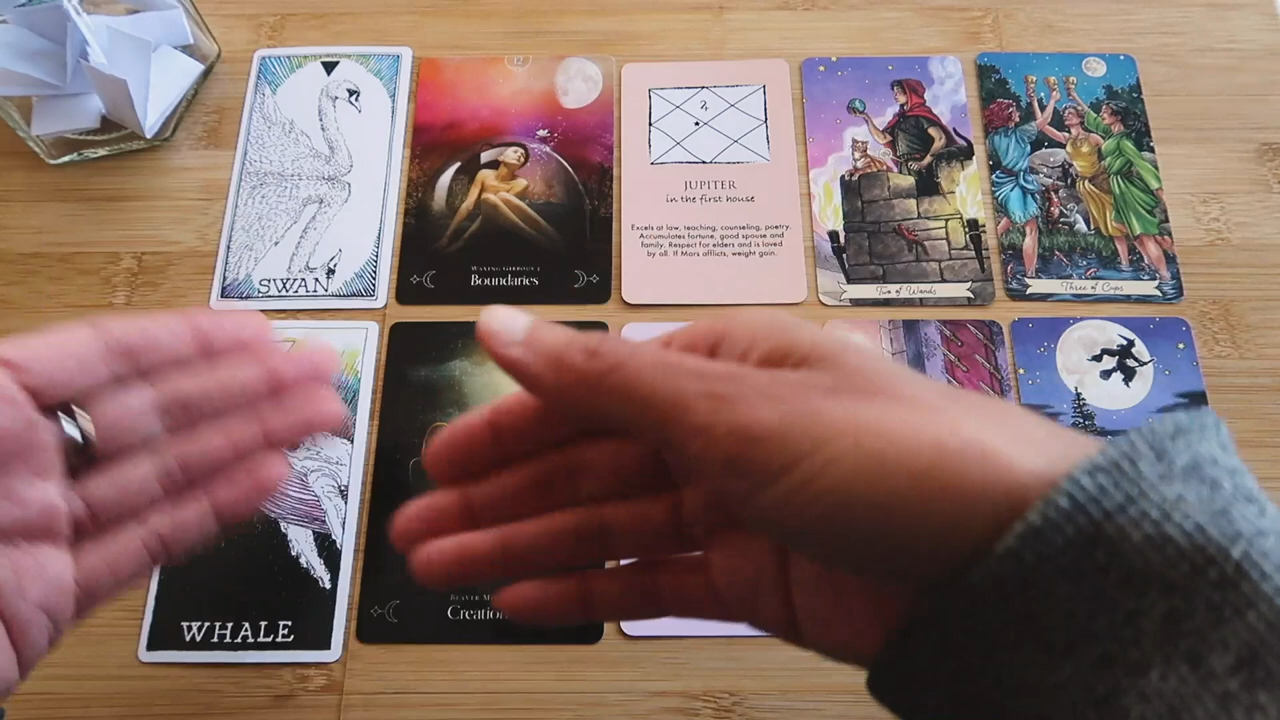 SWAN
12
WAXING GIBBOUS
Boundaries
JUPITER
in the first house
Excels at law, teaching, counseling, poetry.
Accumulates fortune, good spouse and
family. Respect for elders and is loved
by all. If Mars afflicts, weight gain.
Two of Wands
Three of Cups
WHALE
BEAVER
Creation